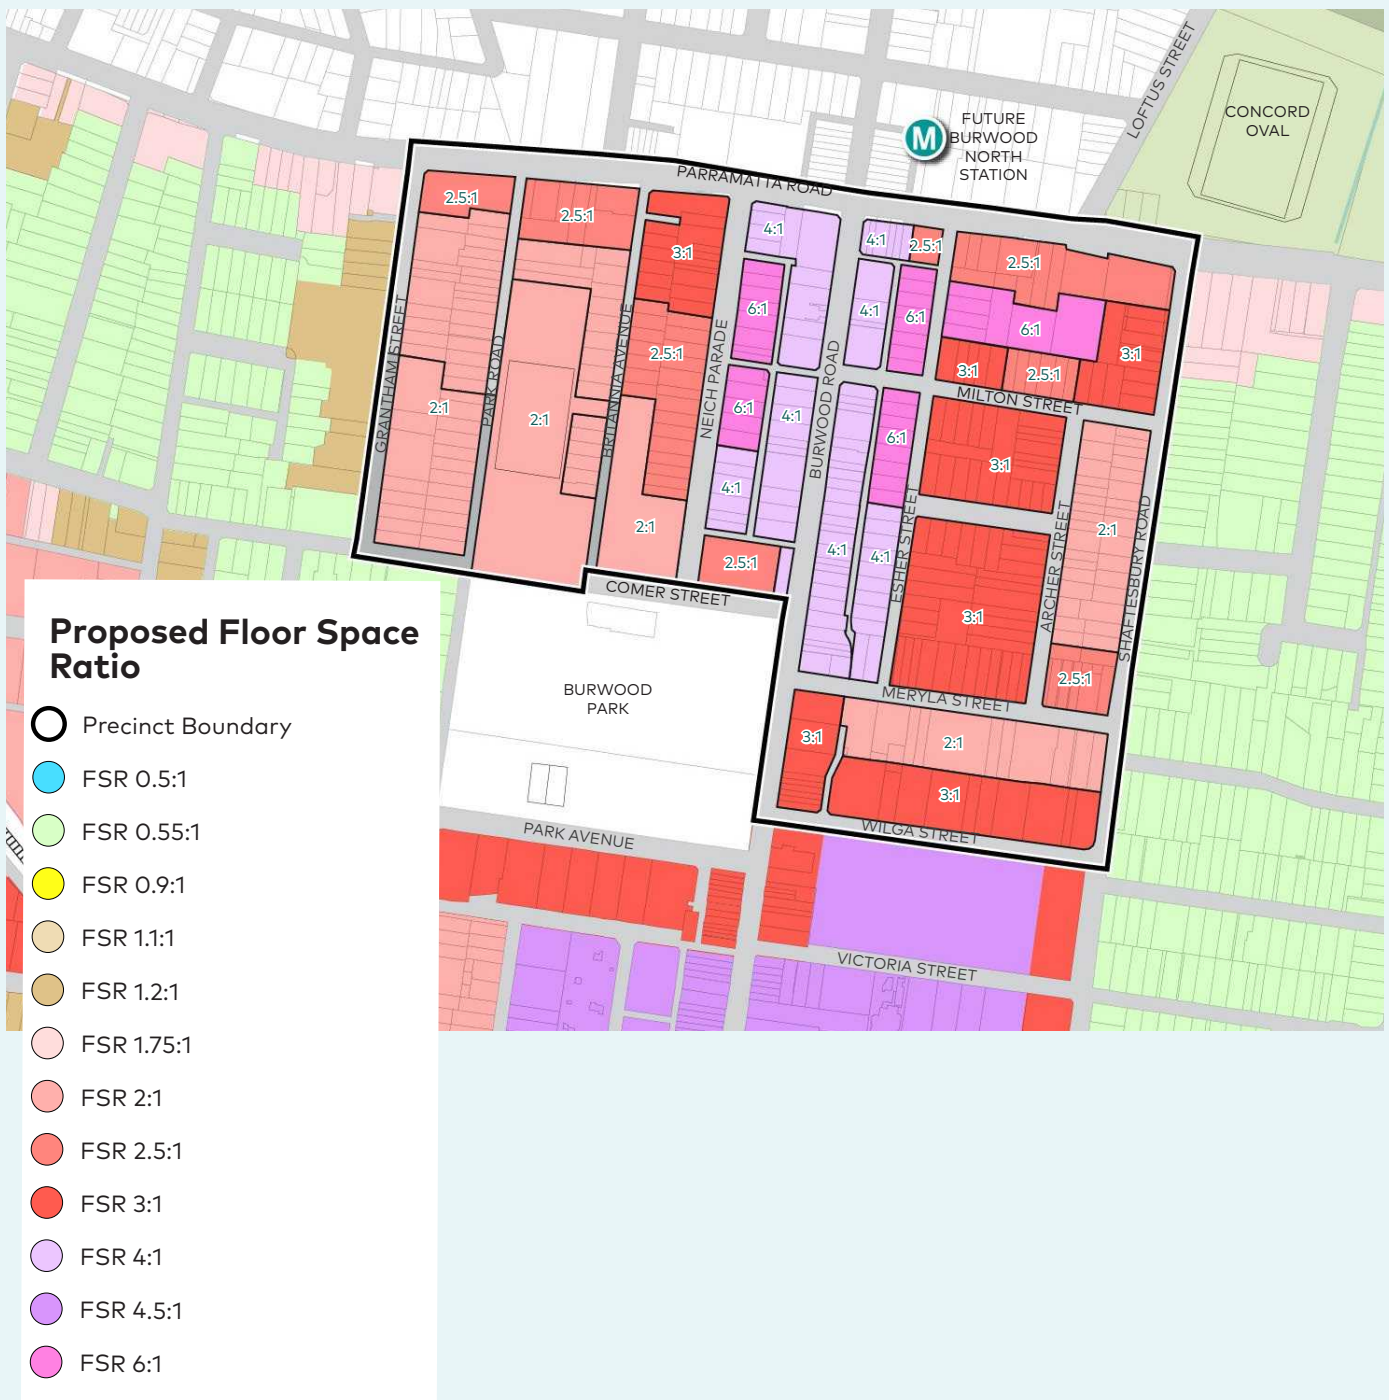 LOFTUS STREET
CONCORD
OVAL
M
FUTURE
BURWOOD
NORTH
STATION
PARRAMATTA ROAD
2.5:1
2.5:1
3:1
4:1
4:1
2.5:1
2.5:1
6:1
4:1
6:1
6:1
3:1
2.5:1
3:1
2.5:1
GRANTHAM STREET
PARK ROAD
BRITANNIA AVENUE
NEICH PARADE
BURWOOD ROAD
MILTON STREET
2:1
2:1
6:1
4:1
6:1
3:1
4:1
2:1
4:1
4:1
2:1
2.5:1
ESHER STREET
ARCHER STREET
SHAFTESBURY ROAD
COMER STREET
3:1
2.5:1
BURWOOD
PARK
MERYLA STREET
3:1
2:1
3:1
WILGA STREET
PARK AVENUE
VICTORIA STREET
Proposed Floor Space
Ratio
Precinct Boundary
FSR 0.5:1
FSR 0.55:1
FSR 0.9:1
FSR 1.1:1
FSR 1.2:1
FSR 1.75:1
FSR 2:1
FSR 2.5:1
FSR 3:1
FSR 4:1
FSR 4.5:1
FSR 6:1